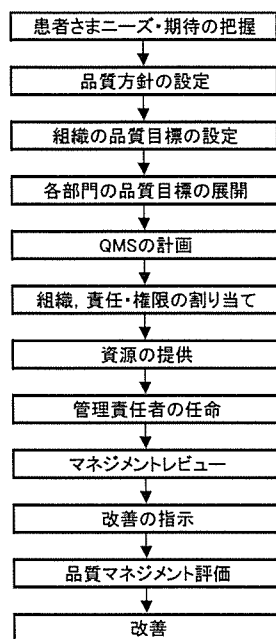 患者さまニーズ・期待の把握
品質方針の設定
組織の品質目標の設定
各部門の品質目標の展開
QMSの計画
組織, 責任・権限の割り当て
資源の提供
管理責任者の任命
マネジメントレビュー
改善の指示
品質マネジメント評価
改善